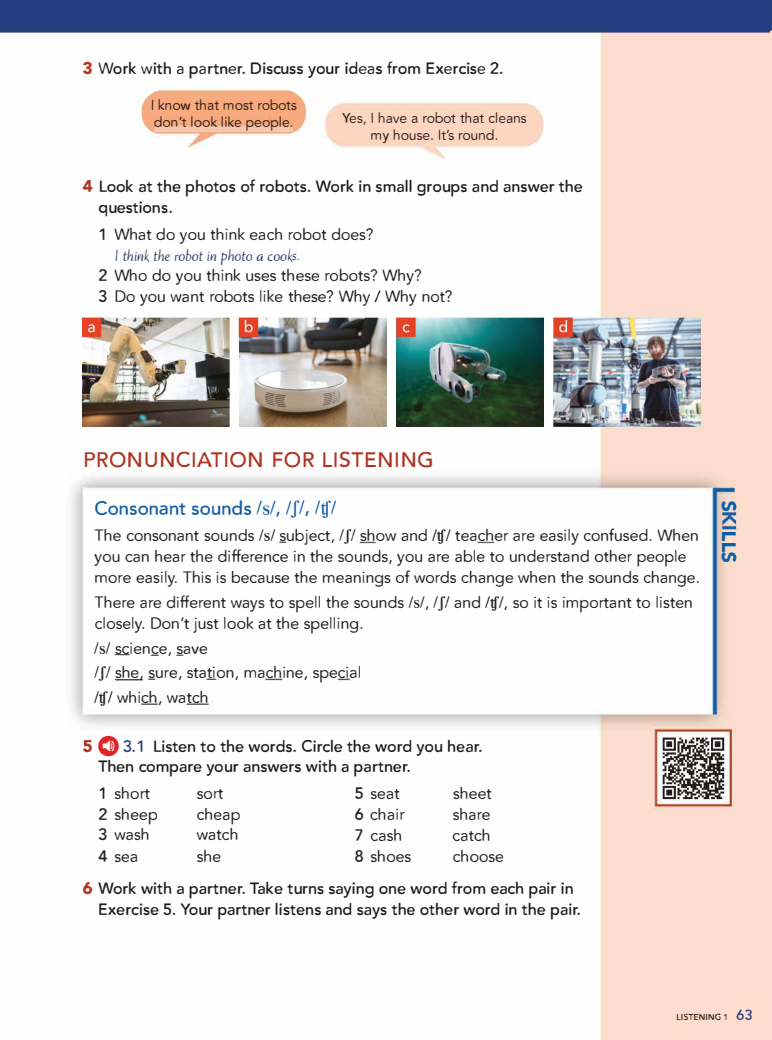 3 Work with a partner. Discuss your ideas from Exercise 2.
I know that most robots
don't look like people.
Yes, I have a robot that cleans
my house. It's round.
4 Look at the photos of robots. Work in small groups and answer the
questions.
1 What do you think each robot does?
I think the robot in photo a cooks.
2 Who do you think uses these robots? Why?
3 Do you want robots like these? Why / Why not?
a b c d
PRONUNCIATION FOR LISTENING
SKILLS
Consonant sounds /s/, /ʃ/, /ʧ/
The consonant sounds /s/ subject, /ʃ/ show and /ʧ/ teacher are easily confused. When
you can hear the difference in the sounds, you are able to understand other people
more easily. This is because the meanings of words change when the sounds change.
There are different ways to spell the sounds /s/, /ʃ/ and /ʧ/, so it is important to listen
closely. Don't just look at the spelling.
/s/ science, save
/ʃ/ she, sure, station, machine, special
/ʧ/ which, watch
5 3.1 Listen to the words. Circle the word you hear.
Then compare your answers with a partner.
1 short sort 5 seat sheet
2 sheep cheap 6 chair share
3 wash watch 7 cash catch
4 sea she 8 shoes choose
6 Work with a partner. Take turns saying one word from each pair in
Exercise 5. Your partner listens and says the other word in the pair.
LISTENING 1 63